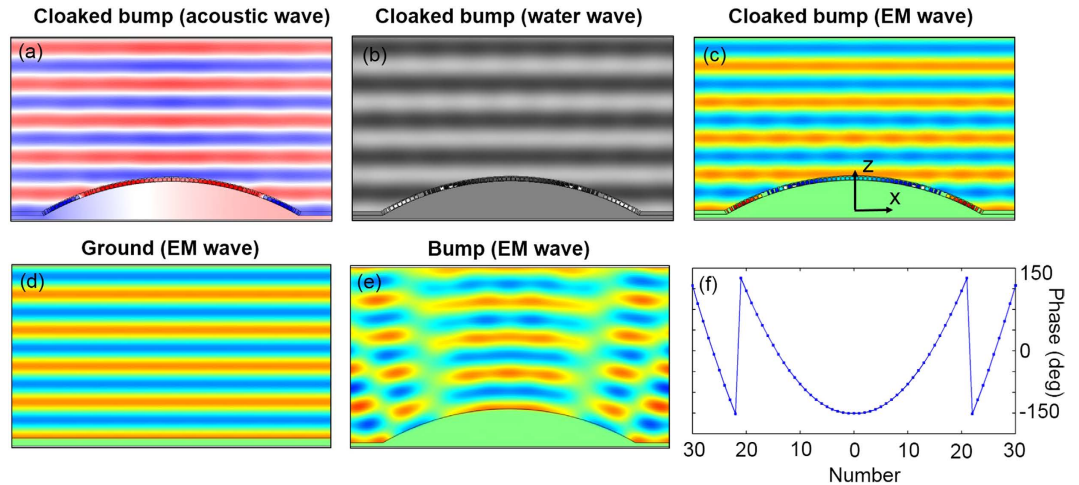 Cloaked bump (acoustic wave)
Cloaked bump (water wave)
Cloaked bump (EM wave)
(a)
(b)
(c)
z
x
Ground (EM wave)
Bump (EM wave)
(d)
(e)
(f)
150
0
-150
Phase (deg)
30 20 10 0 10 20 30
Number